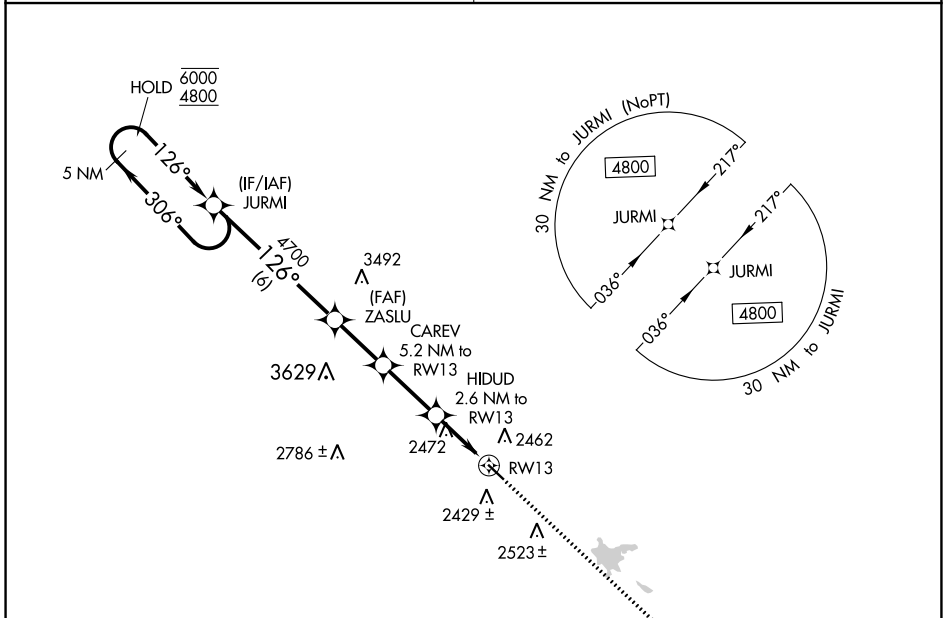 HOLD 6000
4800
5 NM
126°
306°
(IF/IAF)
JURMI
4700
126°
(6)
3492
(FAF)
ZASLU
CAREV
5.2 NM to
RW13
3629
HIDUD
2.6 NM to
RW13
2472
2462
2786 ±
RW13
2429 ±
2523 ±
30 NM to JURMI (NoPT)
4800
217°
JURMI
036°
217°
JURMI
036°
4800
30 NM to JURMI